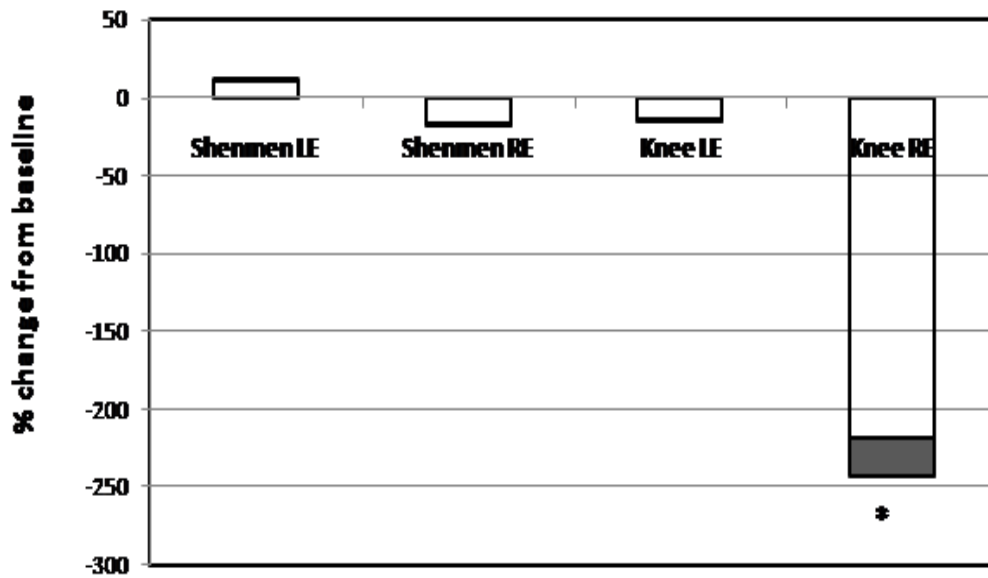 % change from baseline
50
0
-50
-100
-150
-200
-250
-300
Shenmen LE
Shenmen RE
Knee LE
Knee RE
*